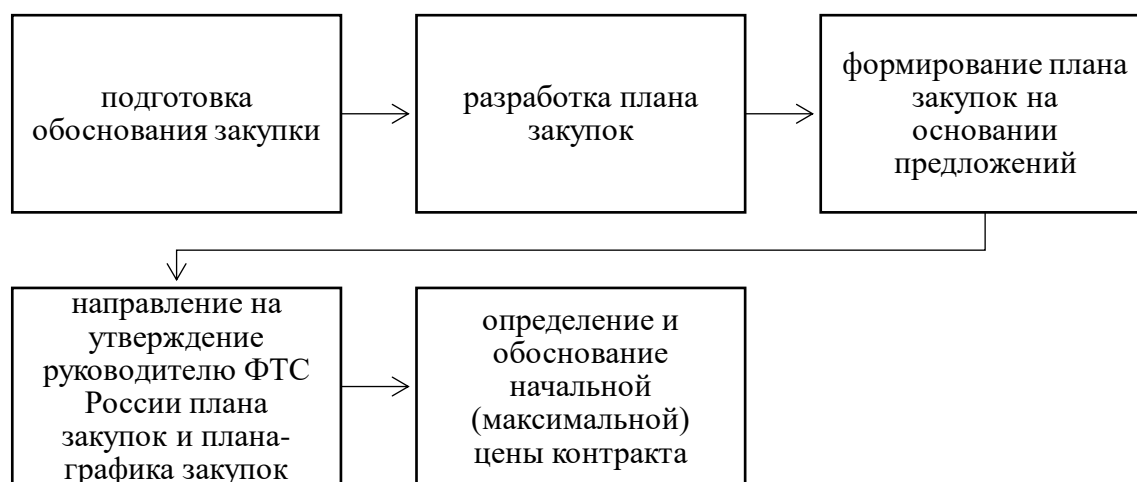 подготовка
обоснования закупки
разработка плана
закупок
формирование плана
закупок на
основании
предложений
направление на
утверждение
руководителю ФТС
России плана
закупок и плана-
графика закупок
определение и
обоснование
начальной
(максимальной)
цены контракта